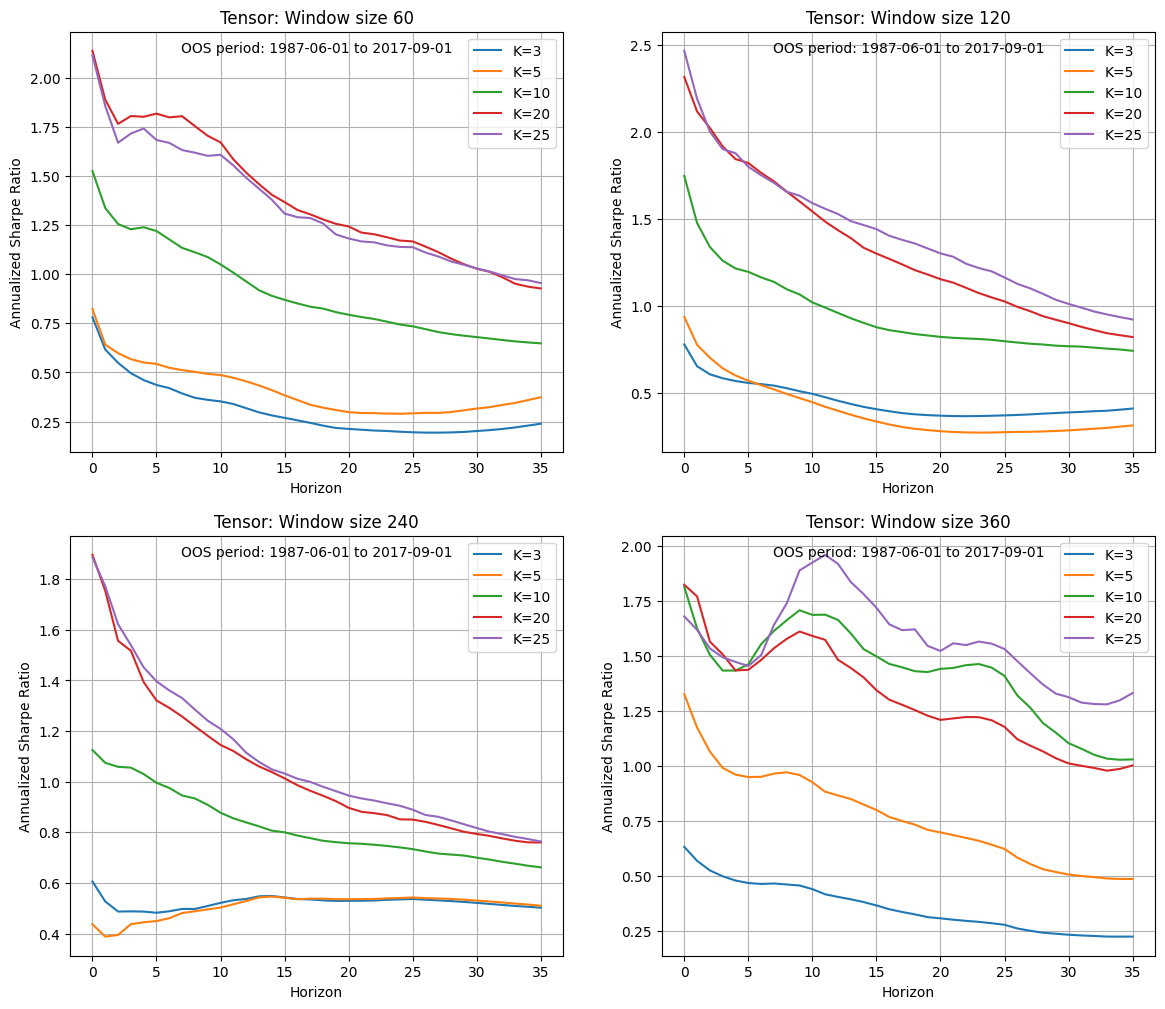 Tensor: Window size 60
OOS period: 1987-06-01 to 2017-09-01
K=3
K=5
K=10
K=20
K=25
Annualized Sharpe Ratio
2.00
1.75
1.50
1.25
1.00
0.75
0.50
0.25
0 5 10 15 20 25 30 35
Horizon
Tensor: Window size 120
OOS period: 1987-06-01 to 2017-09-01
K=3
K=5
K=10
K=20
K=25
Annualized Sharpe Ratio
2.5
2.0
1.5
1.0
0.5
0 5 10 15 20 25 30 35
Horizon
Tensor: Window size 240
OOS period: 1987-06-01 to 2017-09-01
K=3
K=5
K=10
K=20
K=25
Annualized Sharpe Ratio
1.8
1.6
1.4
1.2
1.0
0.8
0.6
0.4
0 5 10 15 20 25 30 35
Horizon
Tensor: Window size 360
OOS period: 1987-06-01 to 2017-09-01
K=3
K=5
K=10
K=20
K=25
Annualized Sharpe Ratio
2.00
1.75
1.50
1.25
1.00
0.75
0.50
0.25
0 5 10 15 20 25 30 35
Horizon